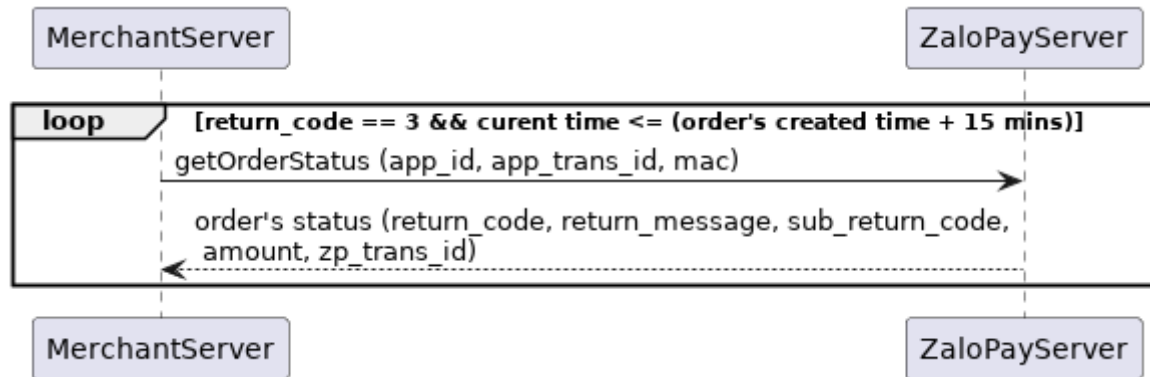 MerchantServer
ZaloPayServer
loop
[return_code == 3 && curent time <= (order's created time + 15 mins)]
getOrderStatus (app_id, app_trans_id, mac)
order's status (return_code, return_message, sub_return_code,
amount, zp_trans_id)
MerchantServer
ZaloPayServer